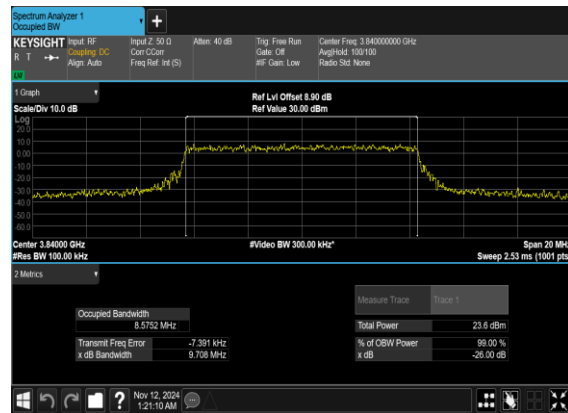 Spectrum Analyzer 1
Occupied BW
KEYSIGHT
R T
LV
Input: RF
Coupling: DC
Align: Auto
Input Z: 50 Ω
Corr CCorr
Freq Ref: Int (S)
Atten: 40 dB
Trig: Free Run
Gate: Off
#IF Gain: Low
Center Freq: 3.840000000 GHz
Avg|Hold: 100/100
Radio Std: None
1 Graph
Scale/Div 10.0 dB
Ref Lvl Offset 8.90 dB
Ref Value 30.00 dBm
Log
20.0
10.0
0.00
-10.0
-20.0
-30.0
-40.0
-50.0
-60.0
Center 3.84000 GHz
#Res BW 100.00 kHz
#Video BW 300.00 kHz*
Span 20 MHz
Sweep 2.53 ms (1001 pts
2 Metrics
Occupied Bandwidth
8.5752 MHz
Transmit Freq Error -7.391 kHz
x dB Bandwidth 9.708 MHz
Measure Trace Trace 1
Total Power 23.6 dBm
% of OBW Power 99.00 %
x dB -26.00 dB
?
Nov 12, 2024
1:21:10 AM